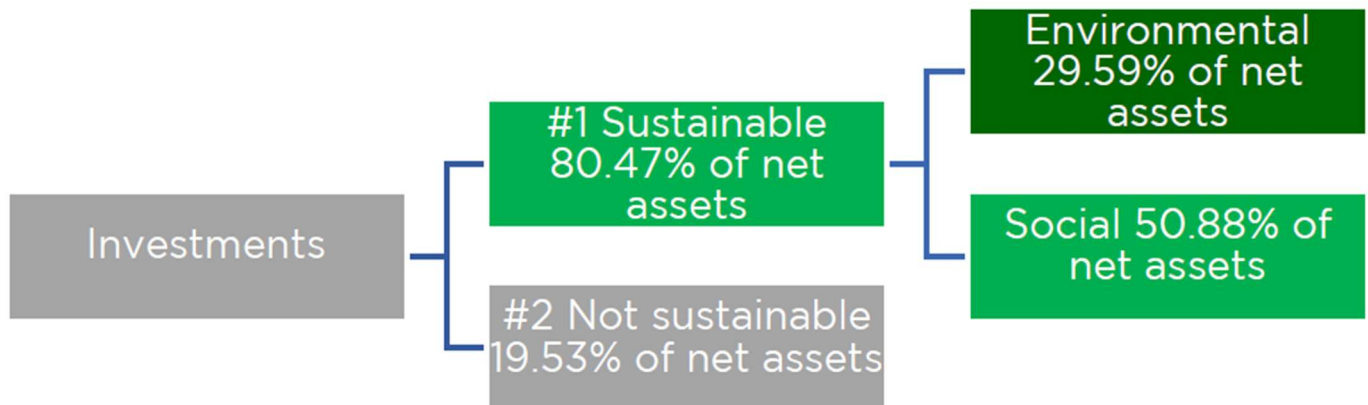 Investments
#1 Sustainable
80.47% of net
assets
#2 Not sustainable
19.53% of net assets
Environmental
29.59% of net
assets
Social 50.88% of
net assets